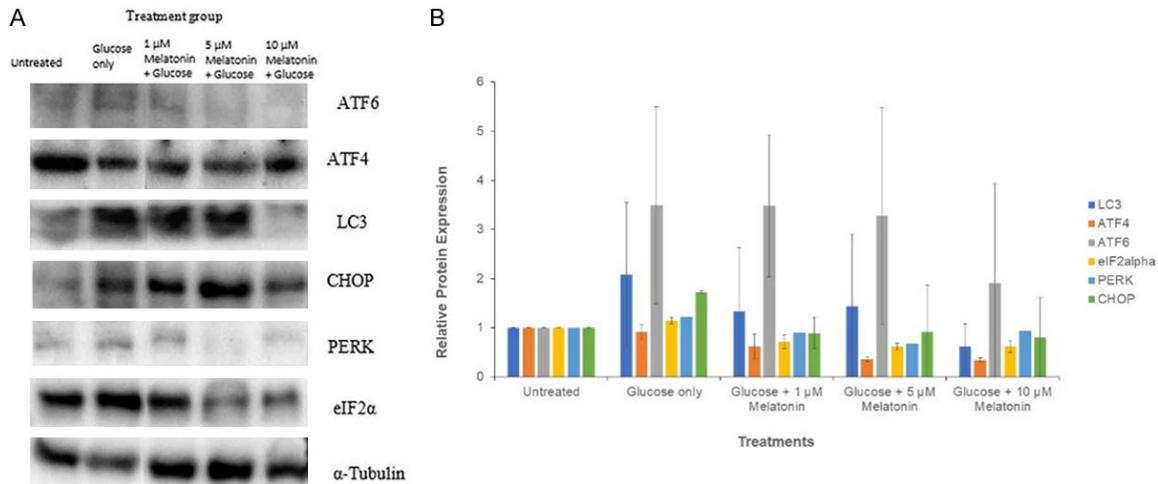 A
Treatment group
Untreated
Glucose
only
1 µM
Melatonin
+ Glucose
5 µM
Melatonin
+ Glucose
10 µM
Melatonin
+ Glucose
ATF6
ATF4
LC3
CHOP
PERK
eIF2α
α-Tubulin
B
Relative Protein Expression
6
5
4
3
2
1
0
Untreated
Glucose only
Glucose + 1 µM
Melatonin
Glucose + 5 µM
Melatonin
Glucose + 10 µM
Melatonin
Treatments
LC3
ATF4
ATF6
eIF2alpha
PERK
CHOP